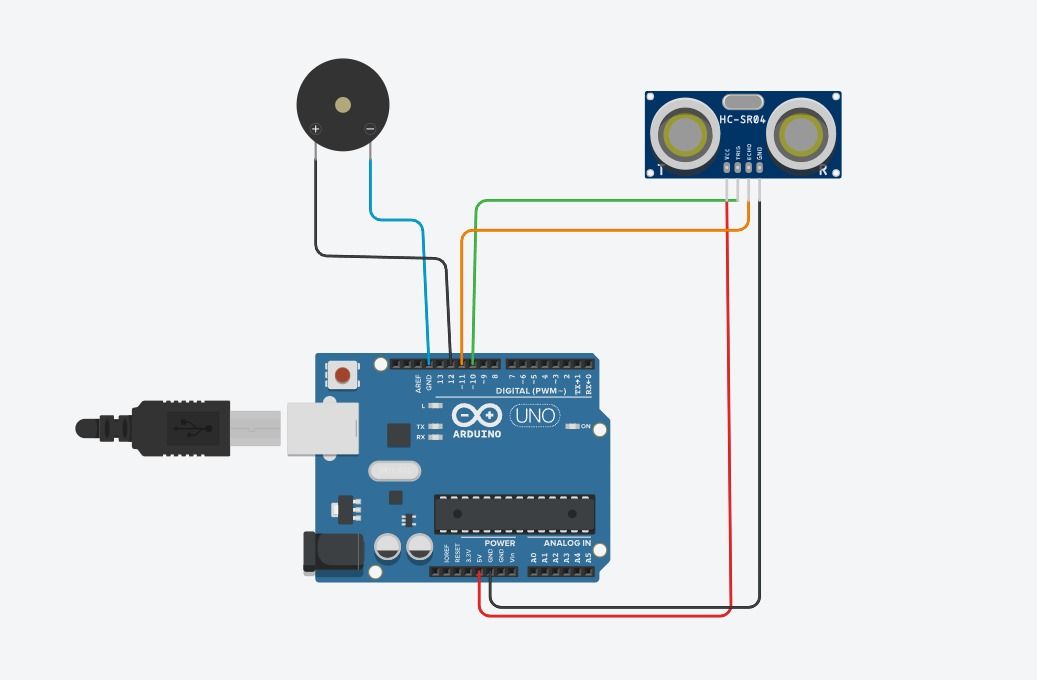 + −
HC-SR04
VCC TRIG ECHO GND
T R
AREF GND 13 12 ~11 ~10 ~9 8 7 ~6 ~5 4 ~3 2 TX→1 RX←0
DIGITAL (PWM~)
L
TX
RX
ARDUINO
UNO
ON
POWER ANALOG IN
IOREF RESET 3.3V 5V GND GND Vin A0 A1 A2 A3 A4 A5